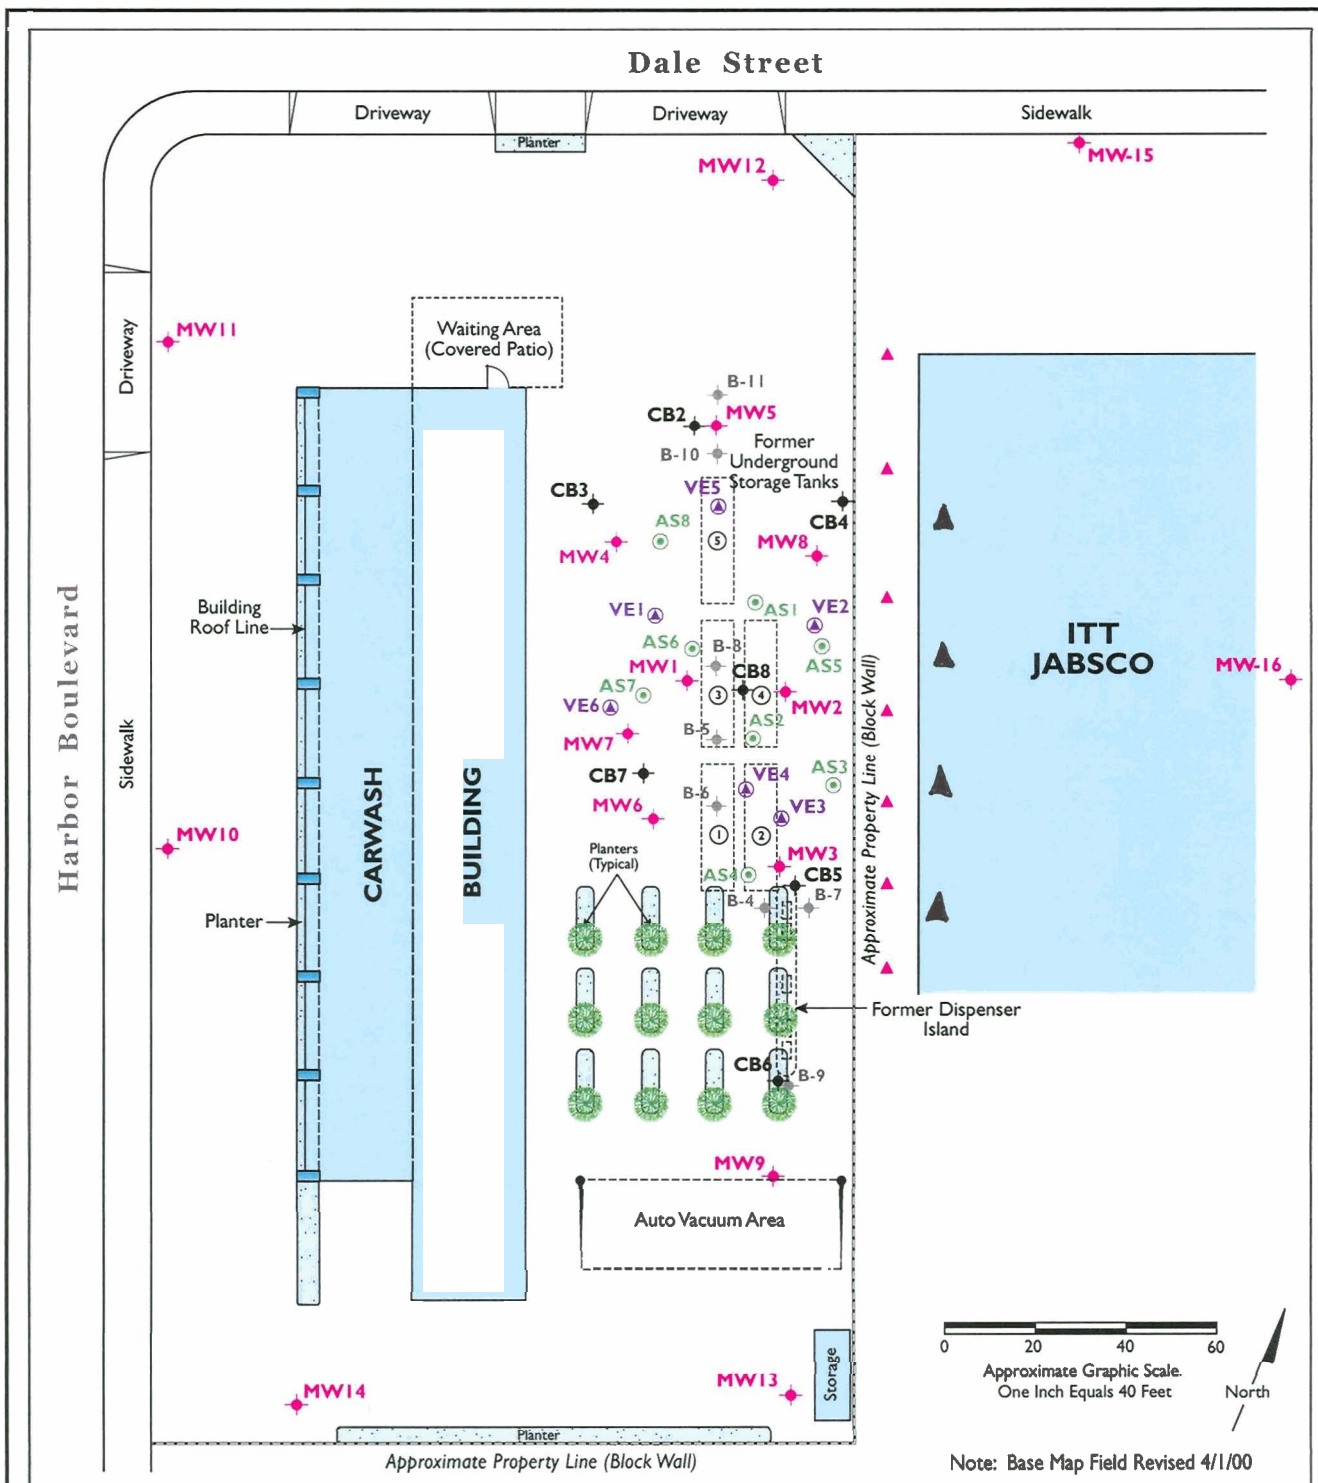 Dale Street
Driveway
Driveway
Sidewalk
Planter
MW12
MW-15
Driveway
MW11
Waiting Area
(Covered Patio)
B-11
CB2
MW5
B-10
Former
Underground
Storage Tanks
CB3
VE5
CB4
AS8
MW4
5
MW8
Harbor Boulevard
Sidewalk
Building
Roof Line
VE1
AS1
VE2
AS6
B-8
AS5
ITT
JABSCO
MW1
CB8
MW-16
AS7
3
4
MW2
VE6
MW7
B-5
AS2
Approximate Property Line (Block Wall)
CARWASH
BUILDING
CB7
VE4
AS3
MW6
B-6
VE3
MW10
1
2
Planters
(Typical)
MW3
AS4
CB5
B-4
B-7
Planter
Former Dispenser
Island
CB6
B-9
MW9
Auto Vacuum Area
Storage
MW14
MW13
0 20 40 60
Approximate Graphic Scale.
One Inch Equals 40 Feet
North
Planter
Approximate Property Line (Block Wall)
Note: Base Map Field Revised 4/1/00